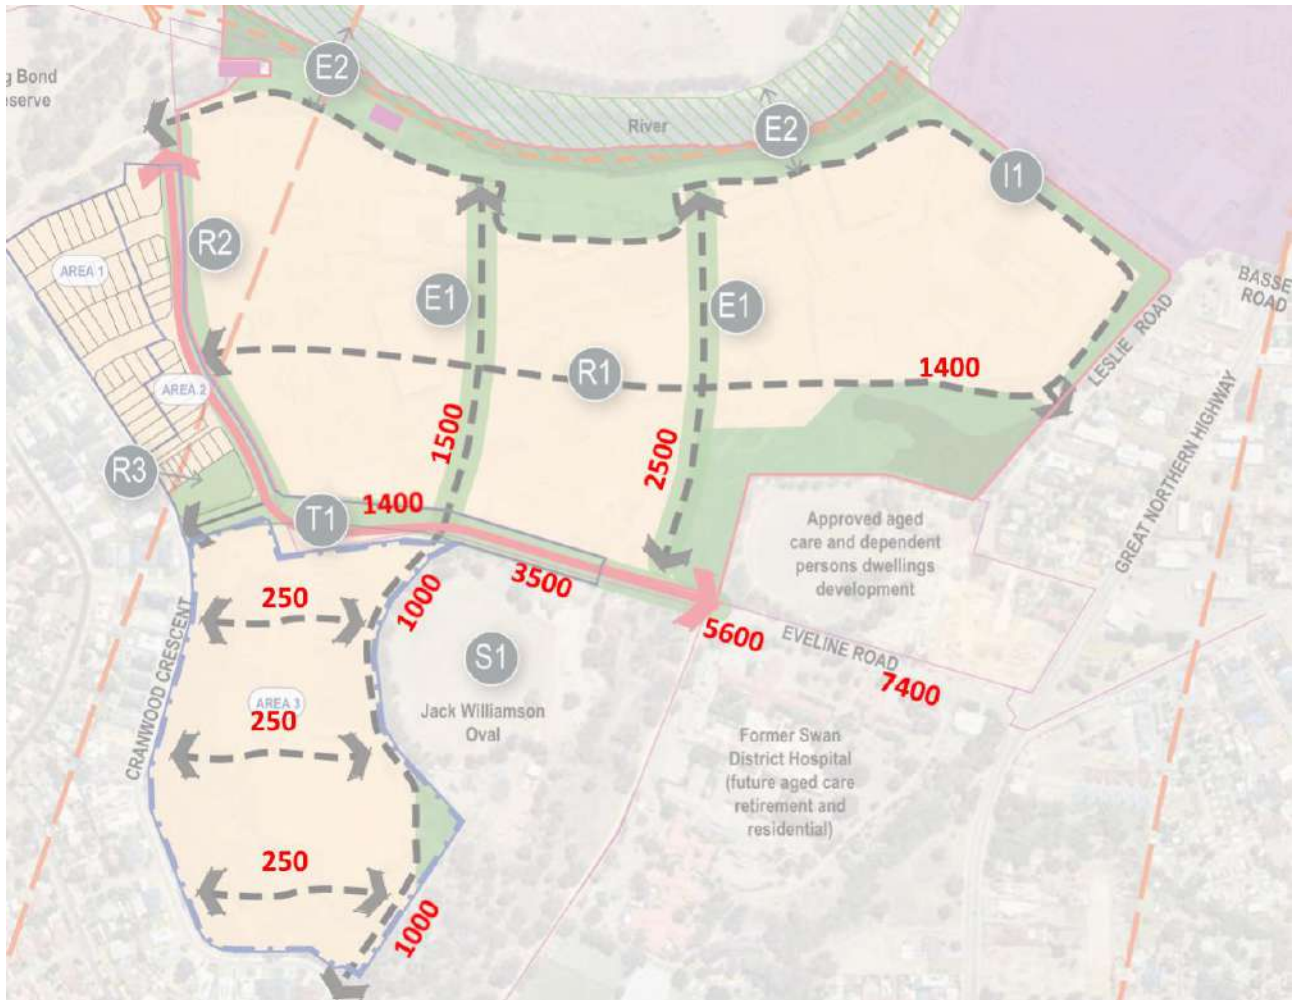 g Bond
eserve
E2
River
E2
I1
R2
AREA 1
E1
E1
BASSE
ROAD
LESLIE ROAD
R1
1400
AREA 2
GREAT NORTHERN HIGHWAY
1500
2500
R3
1400
T1
Approved aged
care and dependent
persons dwellings
development
3500
250
1000
CRANWOOD CRESCENT
5600
EVELINE ROAD
7400
S1
AREA 3
250
Jack Williamson
Oval
Former Swan
District Hospital
(future aged care
retirement and
residential)
250
1000